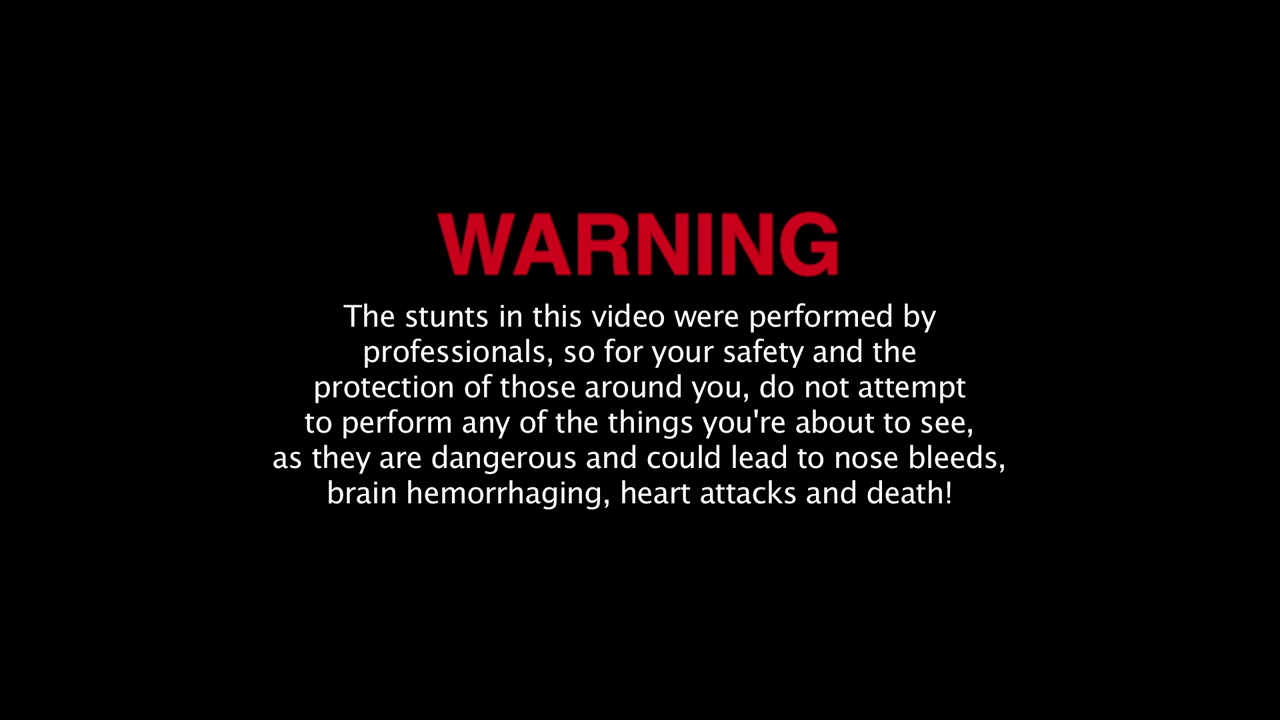 WARNING
The stunts in this video were performed by
professionals, so for your safety and the
protection of those around you, do not attempt
to perform any of the things you're about to see,
as they are dangerous and could lead to nose bleeds,
brain hemorrhaging, heart attacks and death!